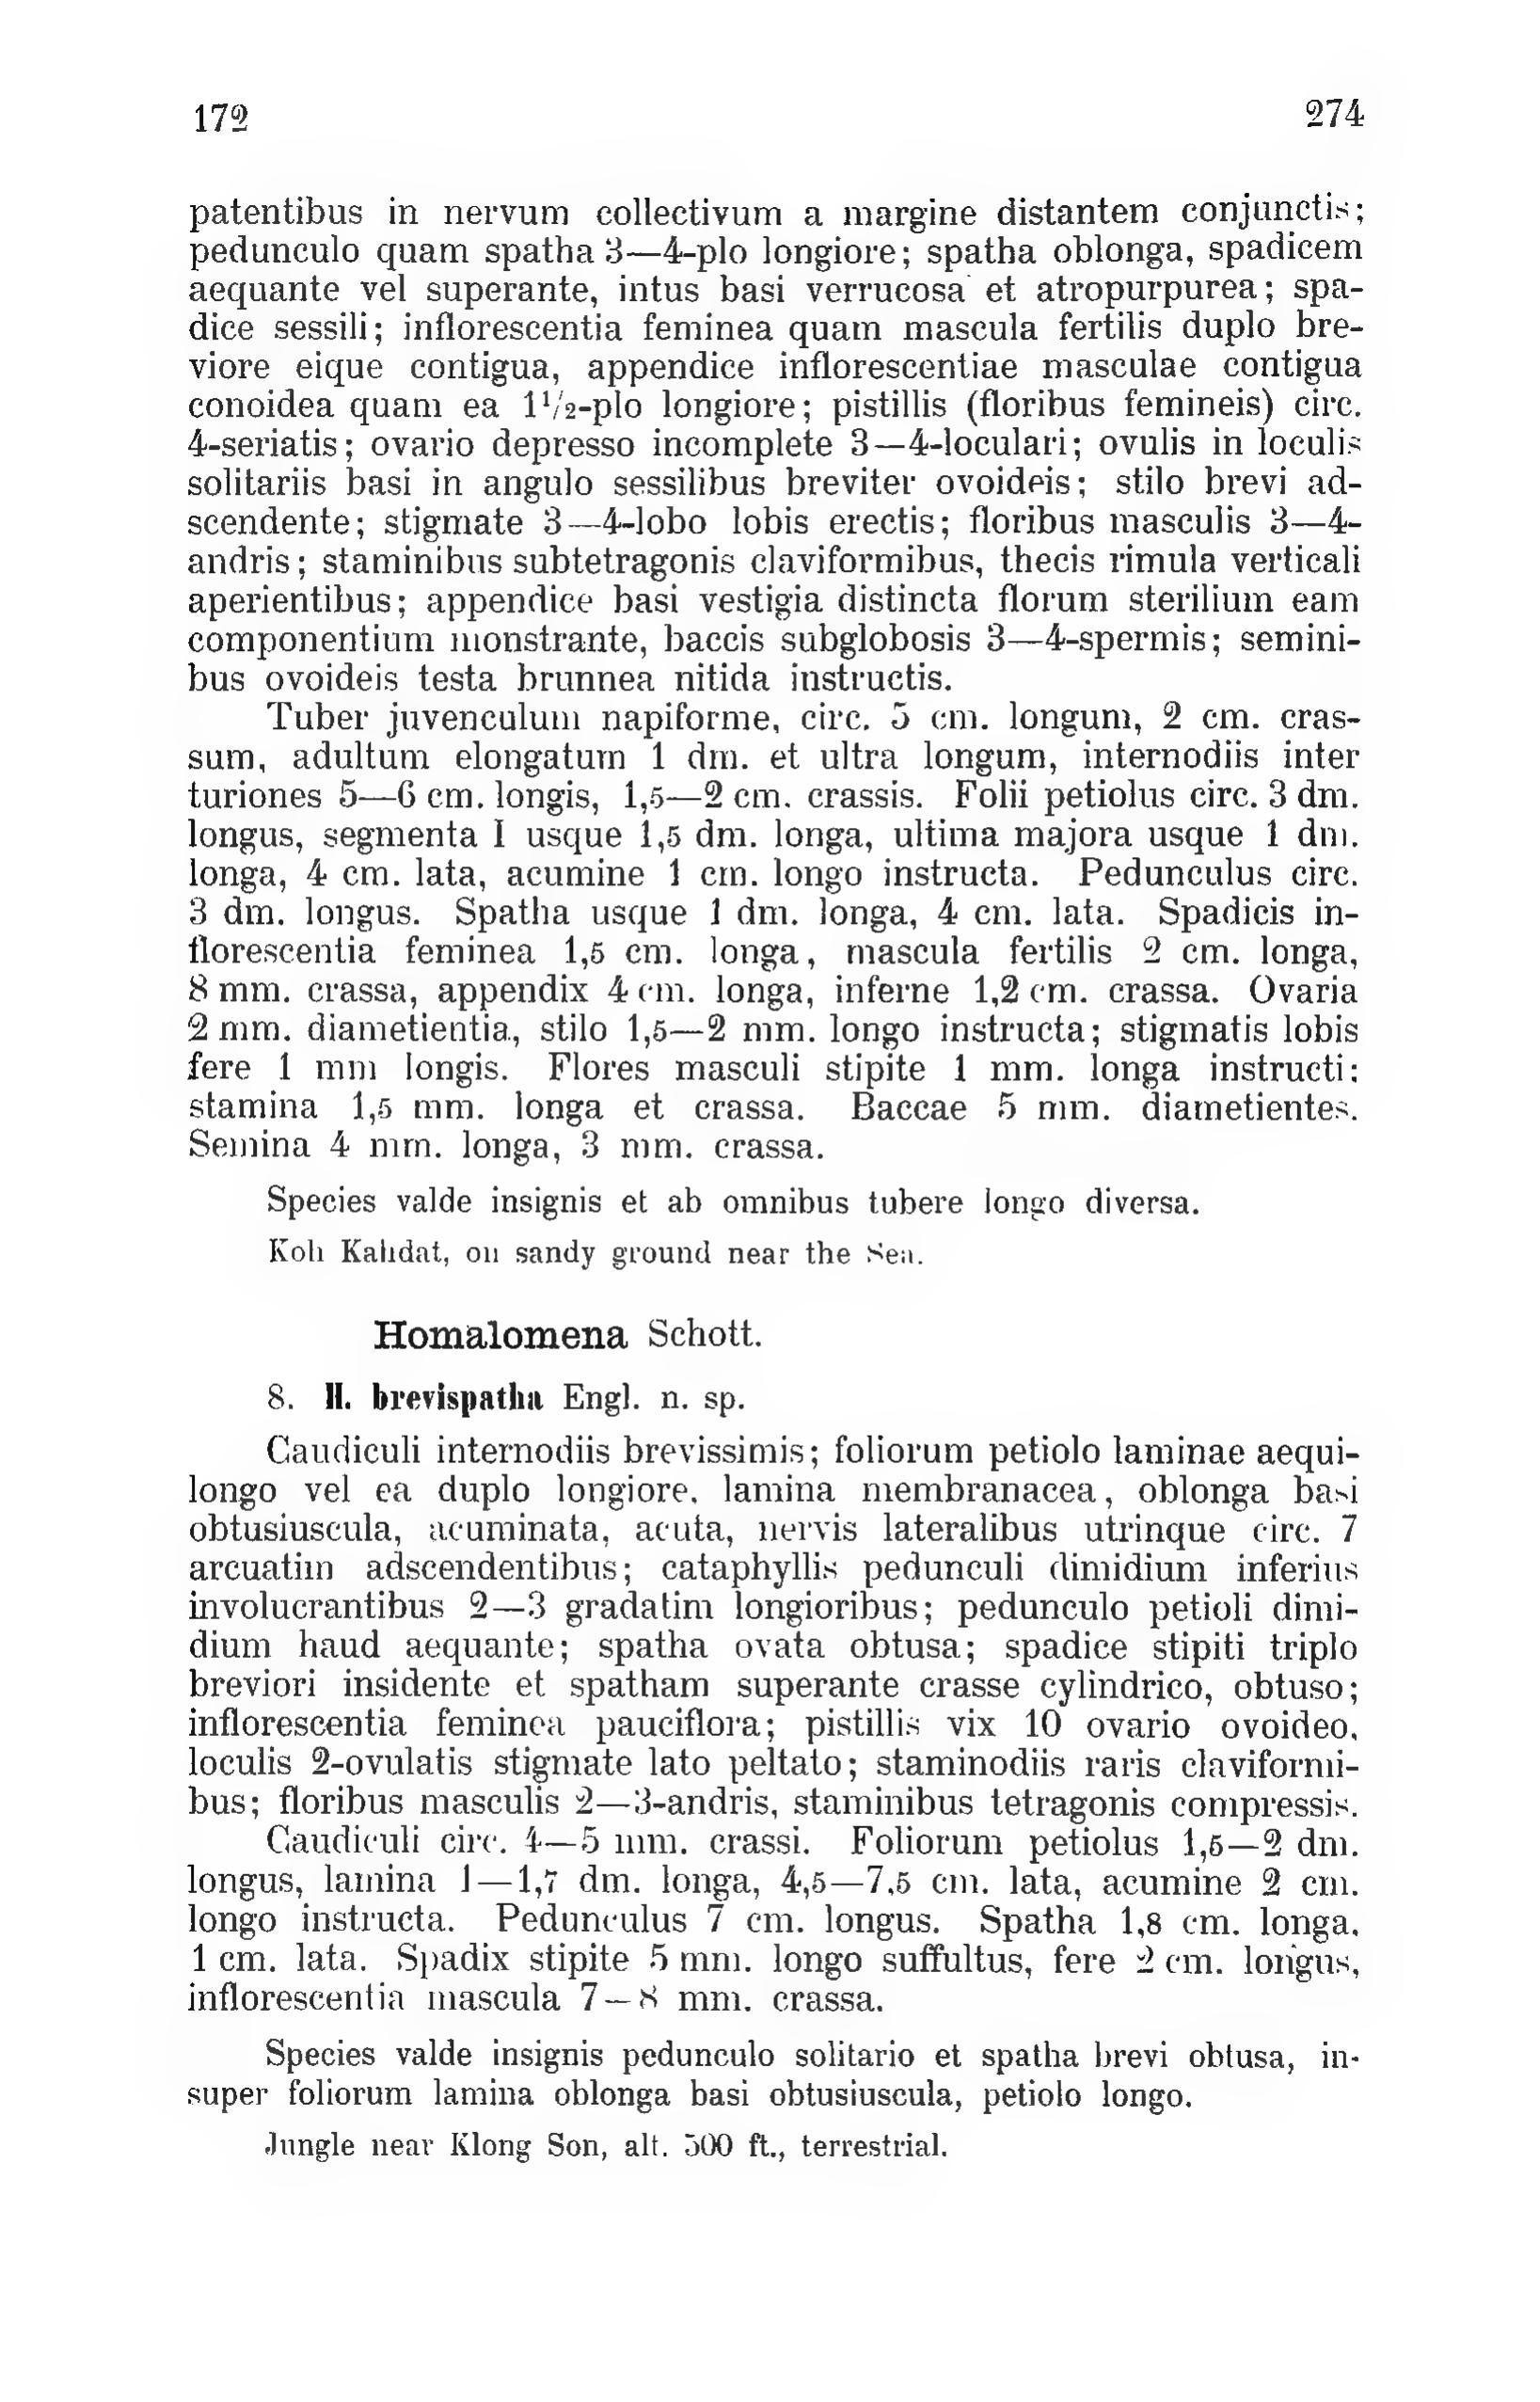 172 274
patentibus in nervum collectivum a margine distantem conjunctis;
pedunculo quam spatha 3—4-plo longiore; spatha oblonga, spadicem
aequante vel superante, intus basi verrucosa et atropurpurea; spa-
dice sessili; inflorescentia feminea quam mascula fertilis duplo bre-
viore eique contigua, appendice inflorescentiae masculae contigua
conoidea quam ea 1½-plo longiore; pistillis (floribus femineis) circ.
4-seriatis; ovario depresso incomplete 3—4-loculari; ovulis in loculis
solitariis basi in angulo sessilibus breviter ovoideis; stilo brevi ad-
scendente; stigmate 3—4-lobo lobis erectis; floribus masculis 3—4-
andris; staminibus subtetragonis claviformibus, thecis rimula verticali
aperientibus; appendice basi vestigia distincta florum sterilium eam
componentium monstrante, baccis subglobosis 3—4-spermis; semini-
bus ovoideis testa brunnea nitida instructis.
Tuber juvenculum napiforme, circ. 5 cm. longum, 2 cm. cras-
sum, adultum elongatum 1 dm. et ultra longum, internodiis inter
turiones 5—6 cm. longis, 1,5—2 cm. crassis. Folii petiolus circ. 3 dm.
longus, segmenta I usque 1,5 dm. longa, ultima majora usque 1 dm.
longa, 4 cm. lata, acumine 1 cm. longo instructa. Pedunculus circ.
3 dm. longus. Spatha usque 1 dm. longa, 4 cm. lata. Spadicis in-
florescentia feminea 1,5 cm. longa, mascula fertilis 2 cm. longa,
8 mm. crassa, appendix 4 cm. longa, inferne 1,2 cm. crassa. Ovaria
2 mm. diametientia, stilo 1,5—2 mm. longo instructa; stigmatis lobis
fere 1 mm longis. Flores masculi stipite 1 mm. longa instructi;
stamina 1,5 mm. longa et crassa. Baccae 5 mm. diametientes.
Semina 4 mm. longa, 3 mm. crassa.
Species valde insignis et ab omnibus tubere longo diversa.
Koh Kahdat, on sandy ground near the Sea.
Homalomena Schott.
8. H. brevispatha Engl. n. sp.
Caudiculi internodiis brevissimis; foliorum petiolo laminae aequi-
longo vel ea duplo longiore, lamina membranacea, oblonga basi
obtusiuscula, acuminata, acuta, nervis lateralibus utrinque circ. 7
arcuatim adscendentibus; cataphyllis pedunculi dimidium inferius
involucrantibus 2—3 gradatim longioribus; pedunculo petioli dimi-
dium haud aequante; spatha ovata obtusa; spadice stipiti triplo
breviori insidente et spatham superante crasse cylindrico, obtuso;
inflorescentia feminea pauciflora; pistillis vix 10 ovario ovoideo,
loculis 2-ovulatis stigmate lato peltato; staminodiis raris claviformi-
bus; floribus masculis 2—3-andris, staminibus tetragonis compressis.
Caudiculi circ. 4—5 mm. crassi. Foliorum petiolus 1,5—2 dm.
longus, lamina 1—1,7 dm. longa, 4,5—7,5 cm. lata, acumine 2 cm.
longo instructa. Pedunculus 7 cm. longus. Spatha 1,8 cm. longa,
1 cm. lata. Spadix stipite 5 mm. longo suffultus, fere 2 cm. longus,
inflorescentia mascula 7—8 mm. crassa.
Species valde insignis pedunculo solitario et spatha brevi obtusa, in-
super foliorum lamina oblonga basi obtusiuscula, petiolo longo.
Jungle near Klong Son, alt. 500 ft., terrestrial.